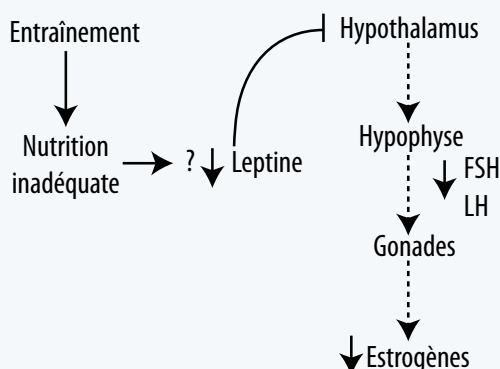 Entraînement
Hypothalamus
Nutrition
inadéquate
? Leptine
Hypophyse
FSH
LH
Gonades
Estrogènes